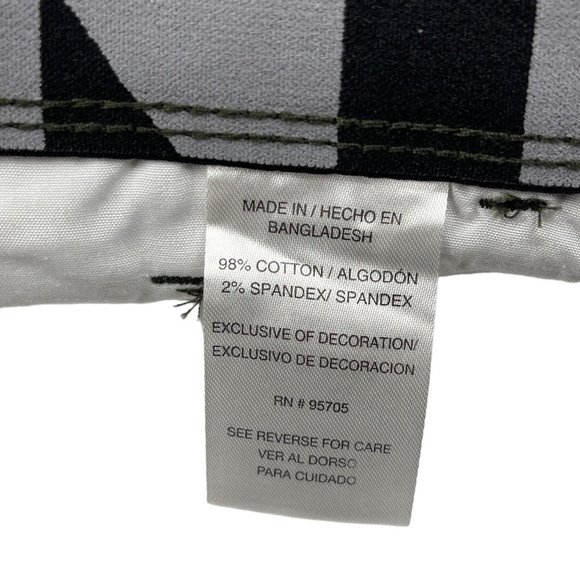 MADE IN / HECHO EN
BANGLADESH
98% COTTON / ALGODÓN
2% SPANDEX/ SPANDEX
EXCLUSIVE OF DECORATION/
EXCLUSIVO DE DECORACION
RN # 95705
SEE REVERSE FOR CARE
VER AL DORSO
PARA CUIDADO